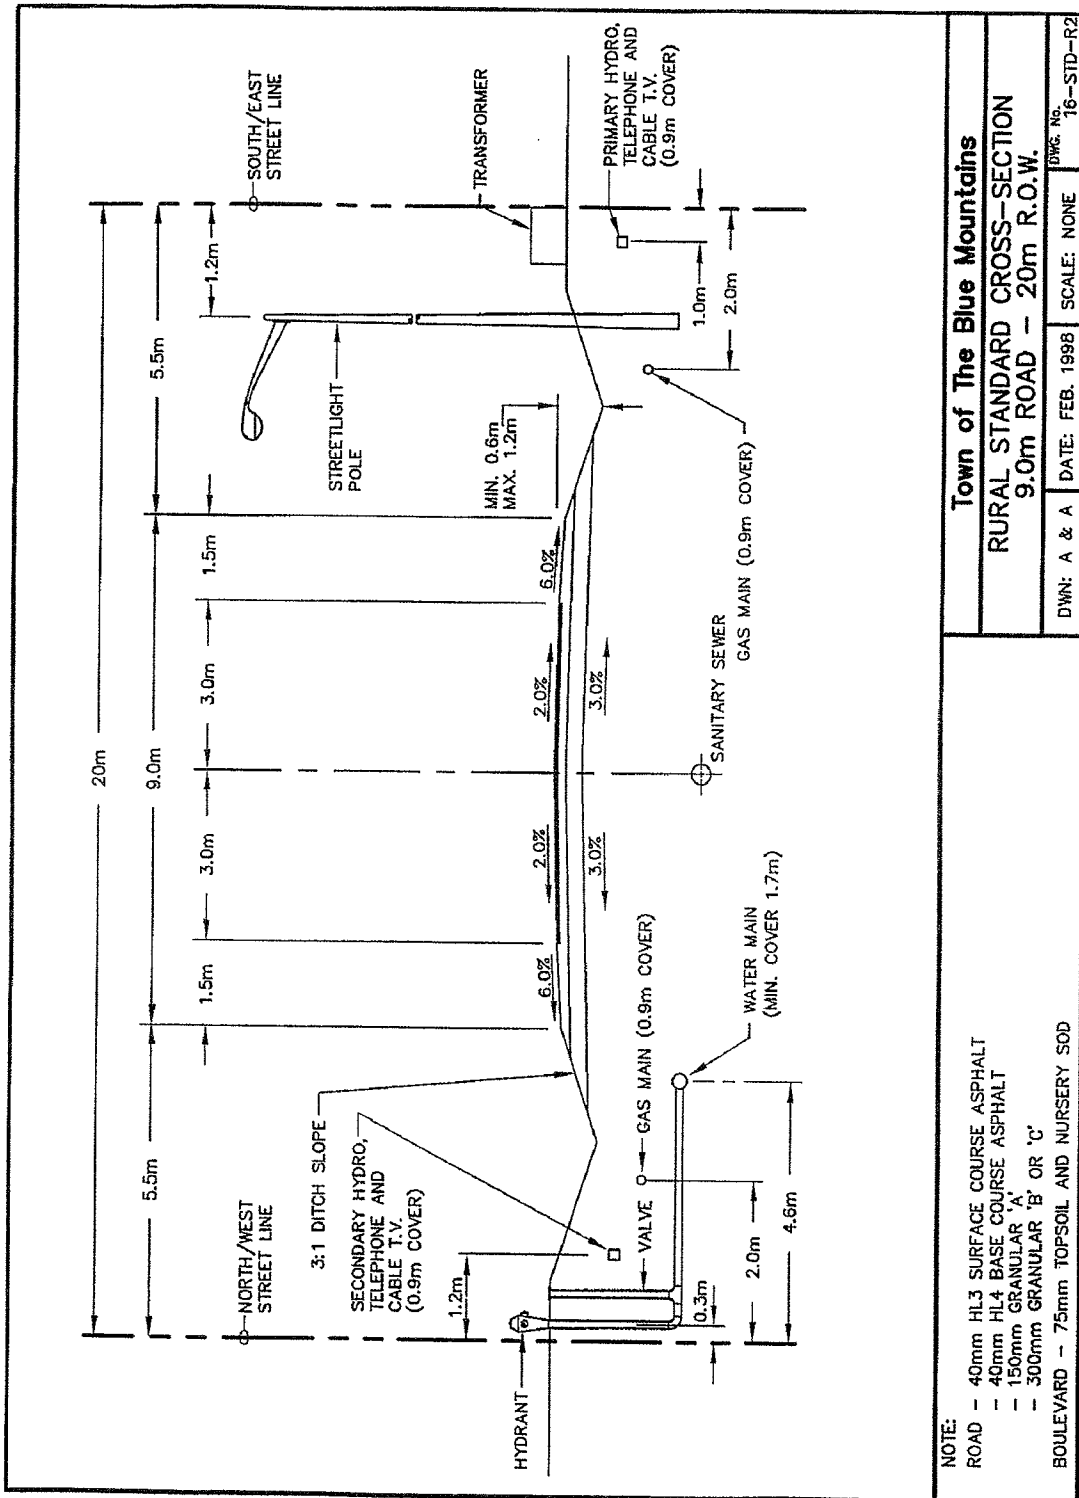 20m
5.5m
9.0m
5.5m
1.5m
3.0m
3.0m
1.5m
1.2m
NORTH/WEST
STREET LINE
SOUTH/EAST
STREET LINE
3:1 DITCH SLOPE
SECONDARY HYDRO,
TELEPHONE AND
CABLE T.V.
(0.9m COVER)
1.2m
HYDRANT
STREETLIGHT
POLE
TRANSFORMER
MIN. 0.6m
MAX. 1.2m
PRIMARY HYDRO,
TELEPHONE AND
CABLE T.V.
(0.9m COVER)
6.0%
2.0%
2.0%
6.0%
3.0%
3.0%
VALVE
GAS MAIN (0.9m COVER)
0.3m
2.0m
4.6m
WATER MAIN
(MIN. COVER 1.7m)
SANITARY SEWER
GAS MAIN (0.9m COVER)
1.0m
2.0m
NOTE:
ROAD - 40mm HL3 SURFACE COURSE ASPHALT
- 40mm HL4 BASE COURSE ASPHALT
- 150mm GRANULAR 'A'
- 300mm GRANULAR 'B' OR 'C'
BOULEVARD - 75mm TOPSOIL AND NURSERY SOD
Town of The Blue Mountains
RURAL STANDARD CROSS-SECTION
9.0m ROAD - 20m R.O.W.
DWN: A & A
DATE: FEB. 1998
SCALE: NONE
DWG. No.
16-STD-R2